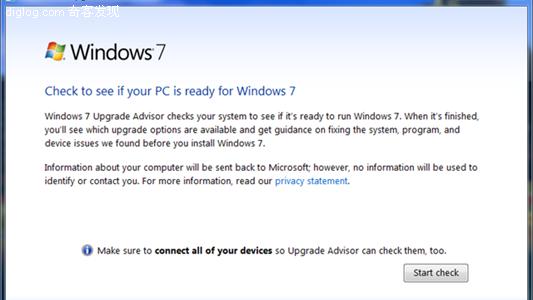 diglog.com 奇客发现
Windows 7
Check to see if your PC is ready for Windows 7
Windows 7 Upgrade Advisor checks your system to see if it's ready to run Windows 7. When it's finished,
you'll see which upgrade options are available and get guidance on fixing the system, program, and
device issues we found before you install Windows 7.
Information about your computer will be sent back to Microsoft; however, no information will be used to
identify or contact you. For more information, read our privacy statement.
Make sure to connect all of your devices so Upgrade Advisor can check them, too.
Start check